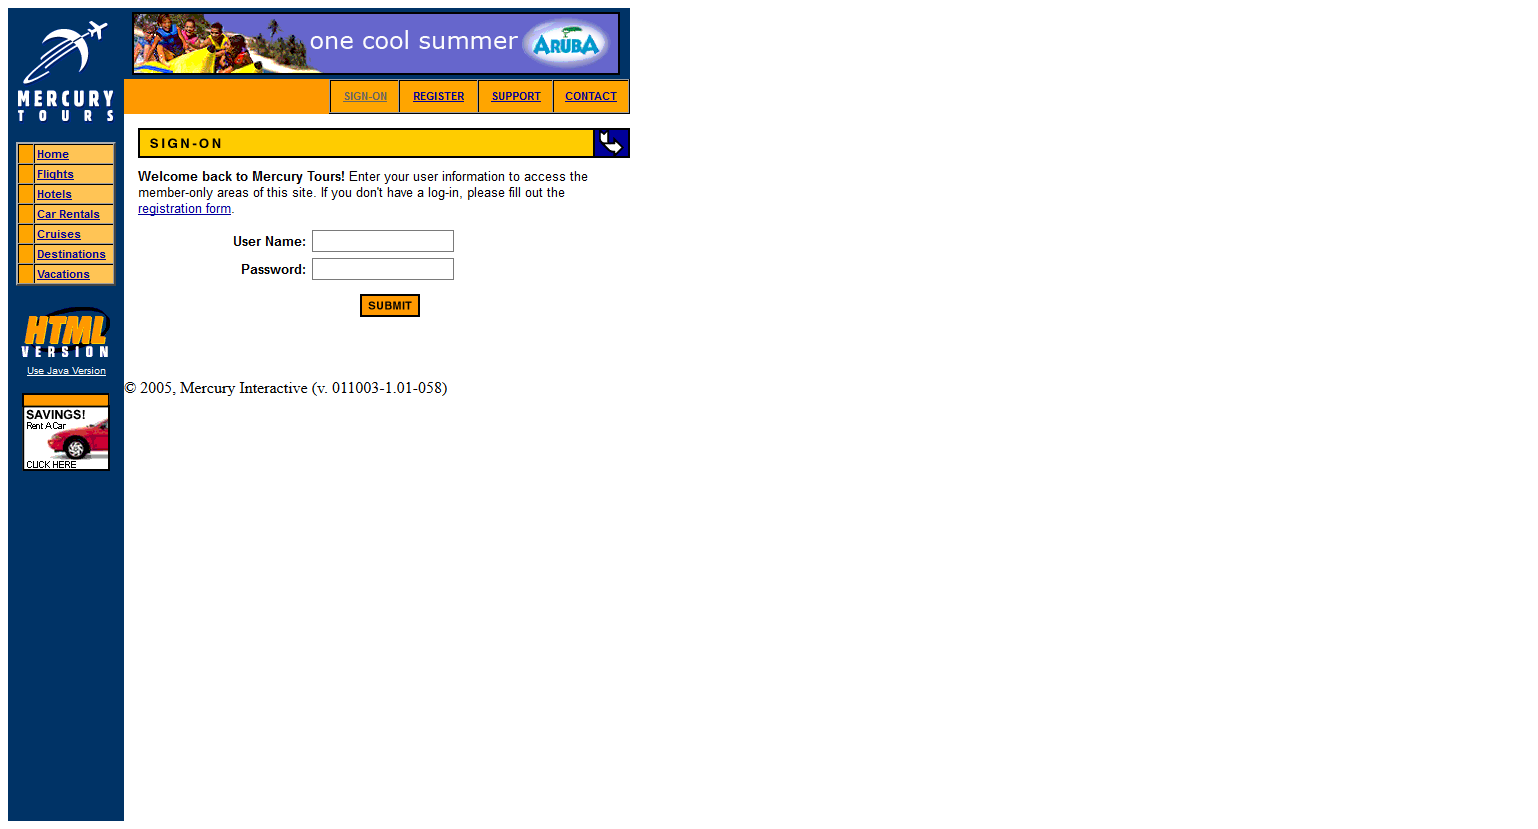 MERCURY
TOURS
one cool summer
ARUBA
SIGN-ON
REGISTER
SUPPORT
CONTACT
Home
Flights
Hotels
Car Rentals
Cruises
Destinations
Vacations
HTML
VERSION
Use Java Version
SAVINGS!
Rent A Car
CLICK HERE
SIGN-ON
Welcome back to Mercury Tours! Enter your user information to access the
member-only areas of this site. If you don't have a log-in, please fill out the
registration form.
User Name:
Password:
SUBMIT
© 2005, Mercury Interactive (v. 011003-1.01-058)